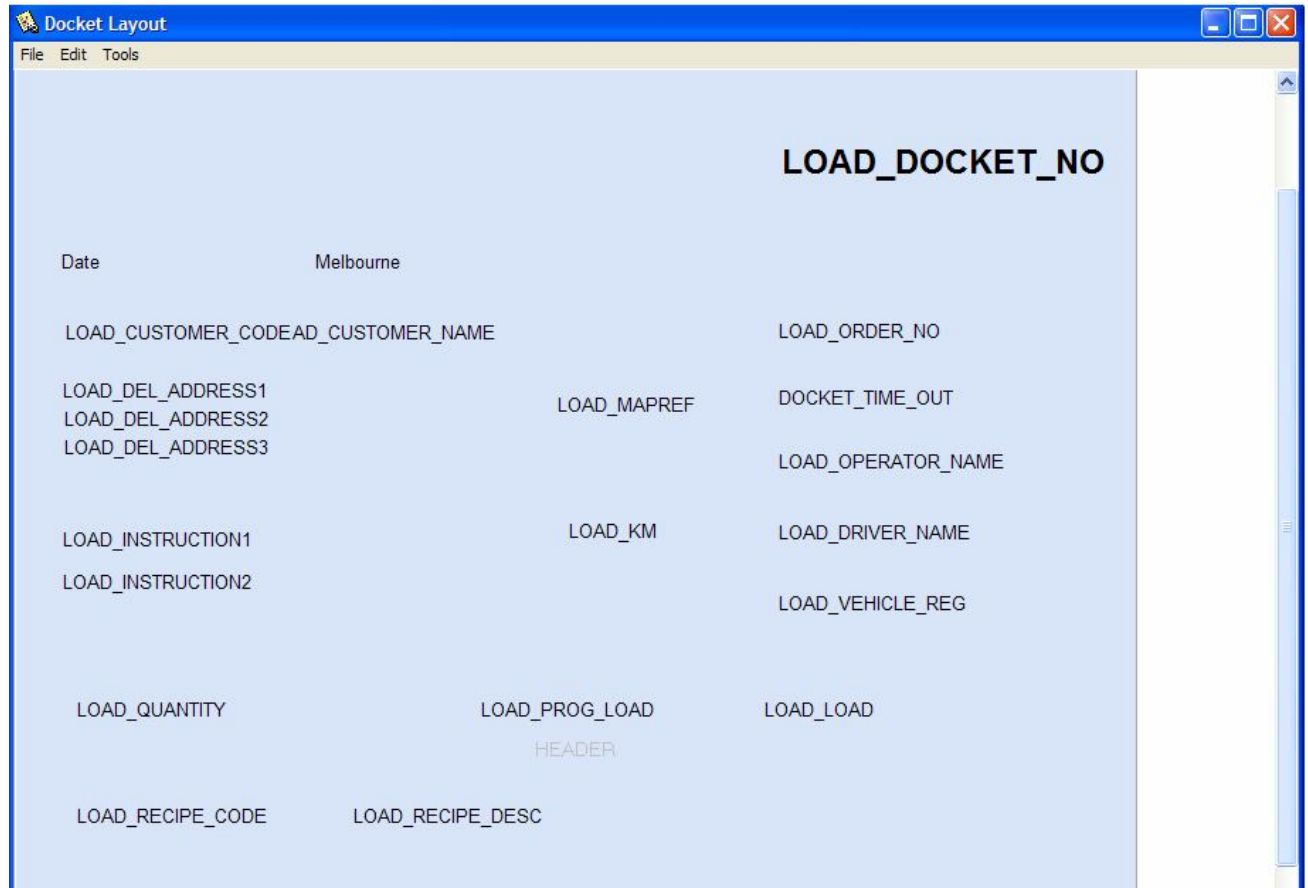 Docket Layout
File Edit Tools
LOAD_DOCKET_NO
Date Melbourne
LOAD_CUSTOMER_CODEAD_CUSTOMER_NAME LOAD_ORDER_NO
LOAD_DEL_ADDRESS1
LOAD_MAPREF DOCKET_TIME_OUT
LOAD_DEL_ADDRESS2
LOAD_DEL_ADDRESS3
LOAD_OPERATOR_NAME
LOAD_INSTRUCTION1 LOAD_KM LOAD_DRIVER_NAME
LOAD_INSTRUCTION2
LOAD_VEHICLE_REG
LOAD_QUANTITY LOAD_PROG_LOAD LOAD_LOAD
HEADER
LOAD_RECIPE_CODE LOAD_RECIPE_DESC